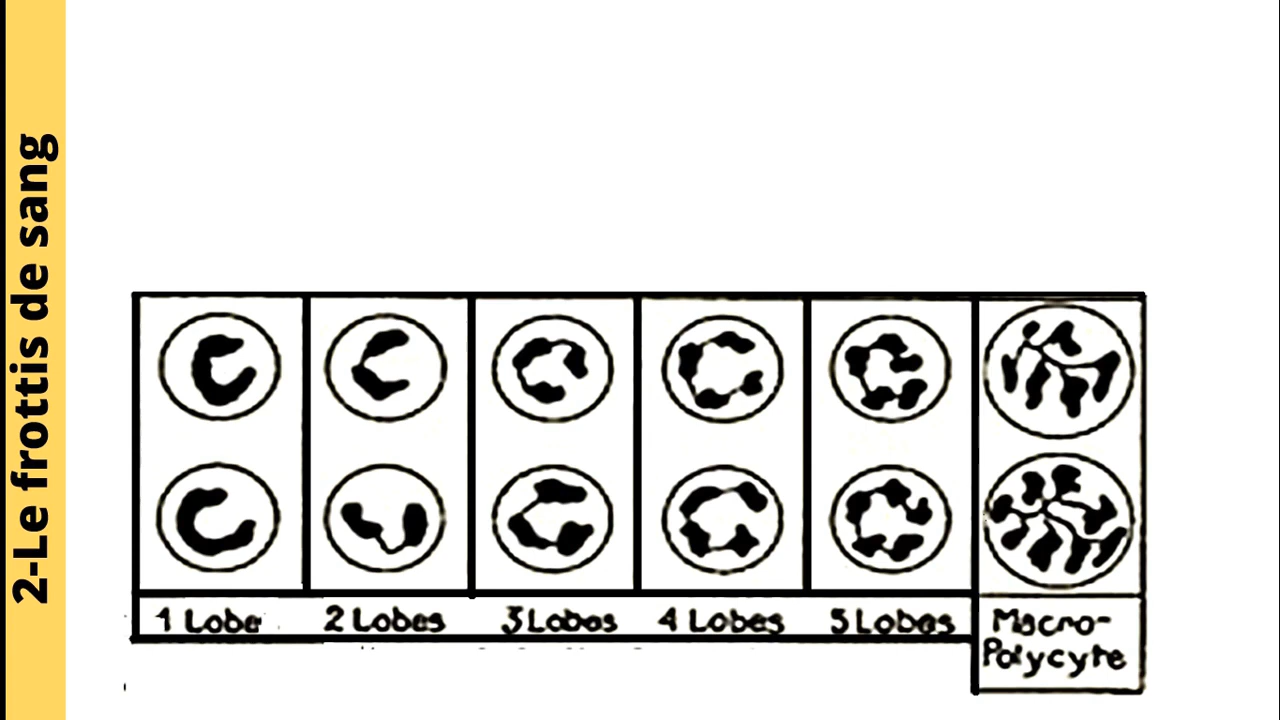 2-Le frottis de sang
1 Lobe
2 Lobes
3 Lobes
4 Lobes
5 Lobes
Macro-
Polycyte